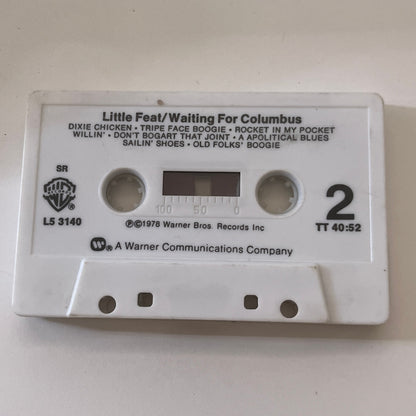 Little Feat/Waiting For Columbus
DIXIE CHICKEN • TRIPE FACE BOOGIE • ROCKET IN MY POCKET
WILLIN' • DON'T BOGART THAT JOINT • A APOLITICAL BLUES
SAILIN' SHOES • OLD FOLKS' BOOGIE
SR
L5 3140
100 50 0
2
TT 40:52
℗©1978 Warner Bros. Records Inc
W® A Warner Communications Company